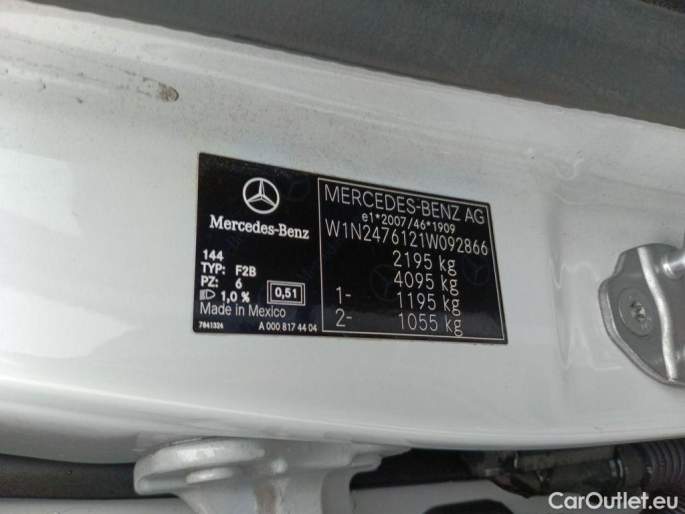 Mercedes-Benz
144
TYP: F2B
PZ: 6
1,0 % 0,51
Made in Mexico
7841324 A 000 817 44 04
MERCEDES-BENZ AG
e1*2007/46*1909
W1N2476121W092866
2195 kg
4095 kg
1- 1195 kg
2- 1055 kg
CarOutlet.eu